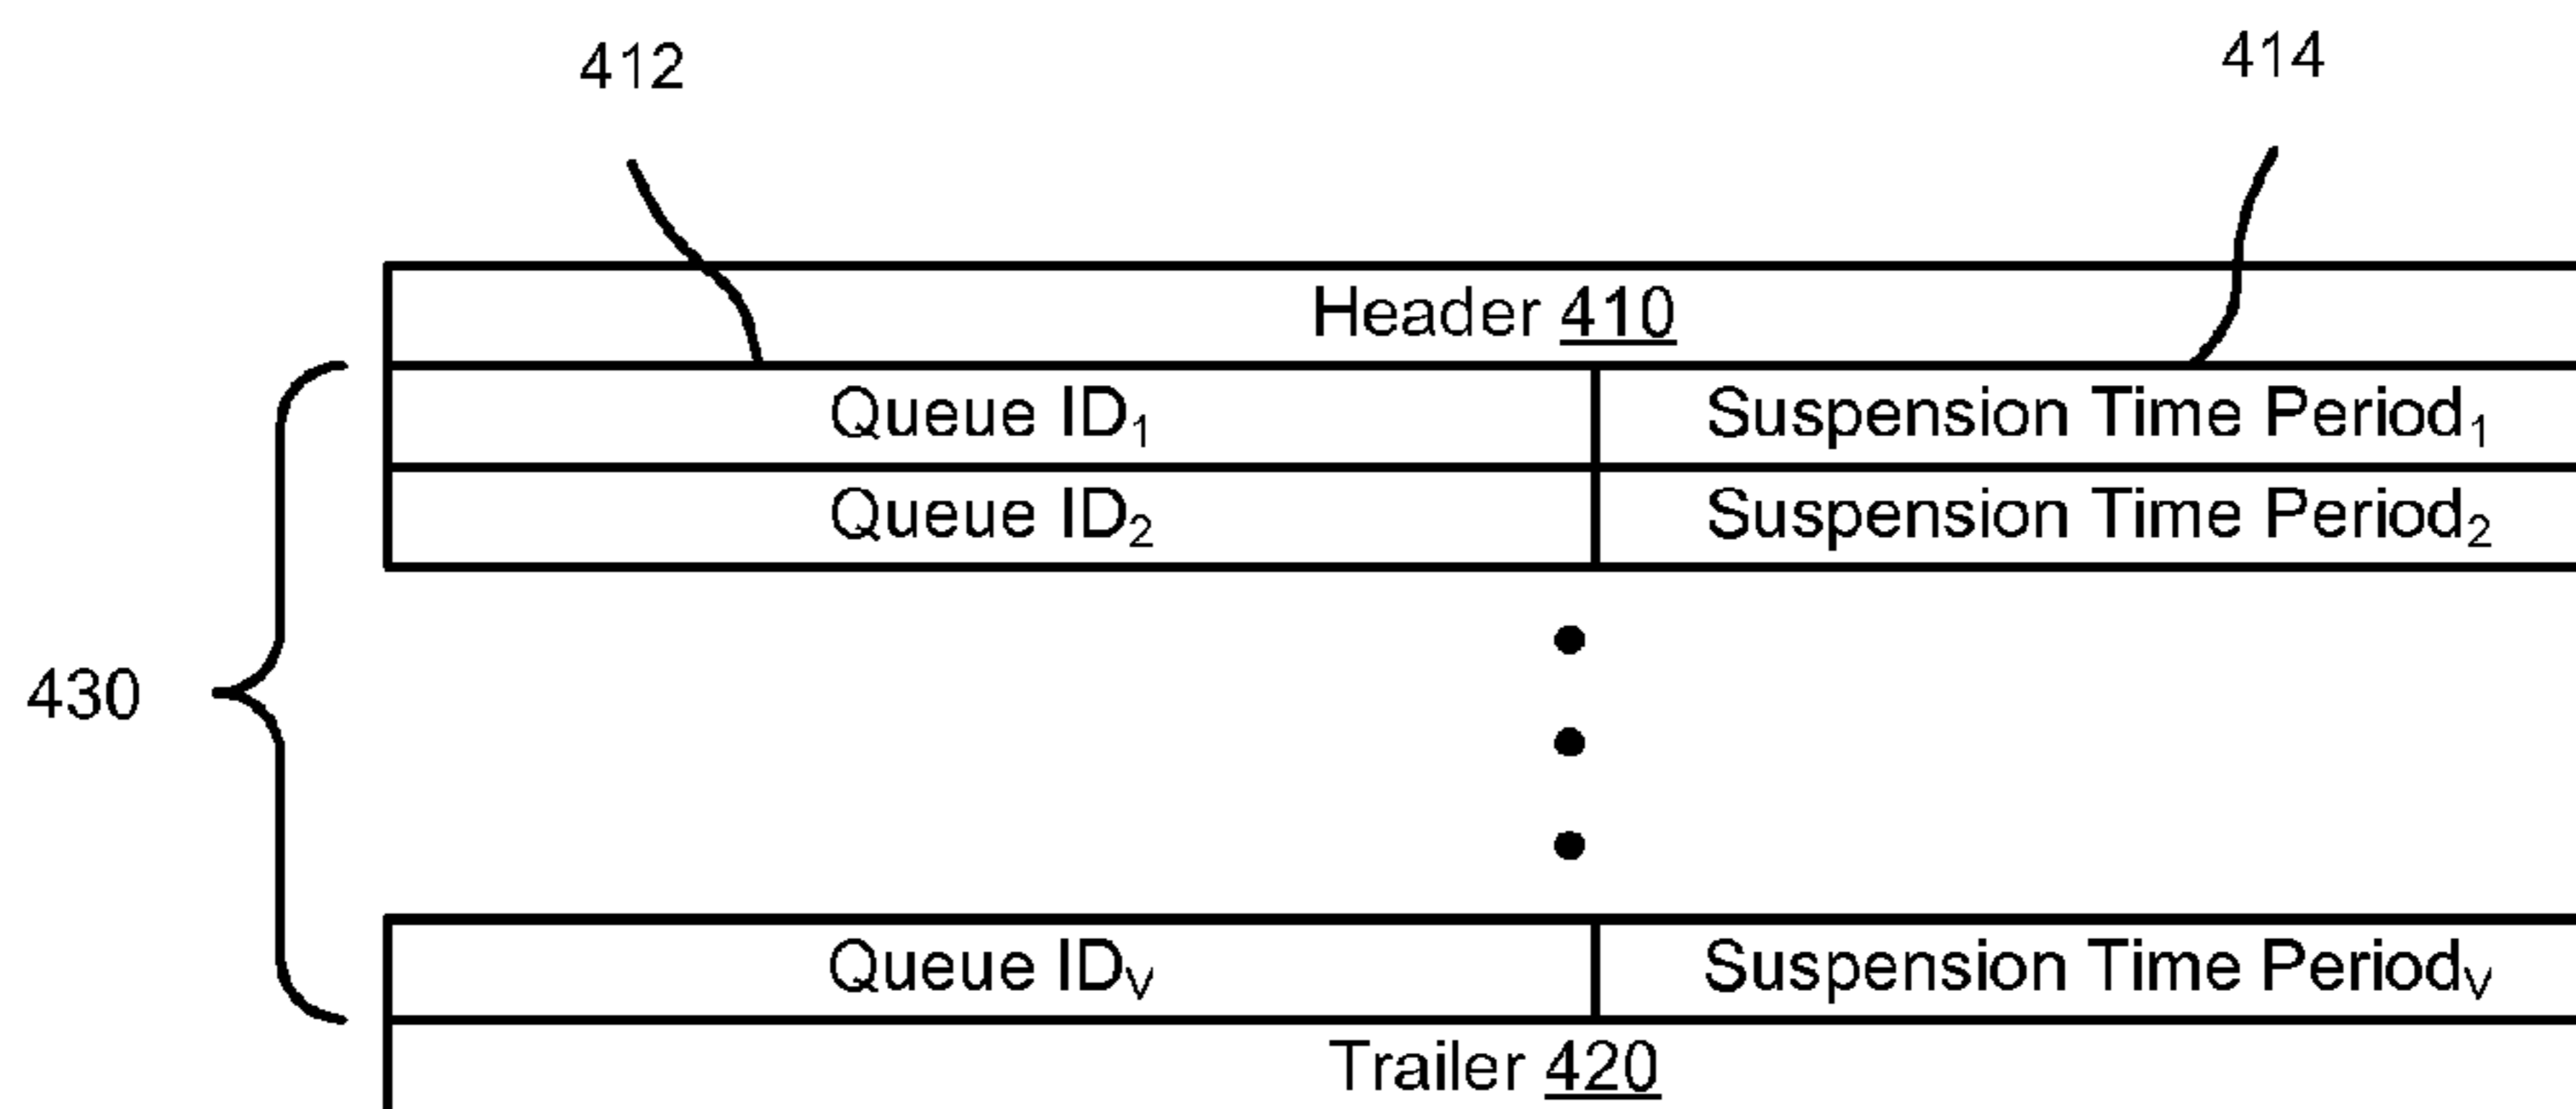 412
414
Header 410
Queue ID₁
Suspension Time Period₁
Queue ID₂
Suspension Time Period₂
430
Queue IDV
Suspension Time PeriodV
Trailer 420